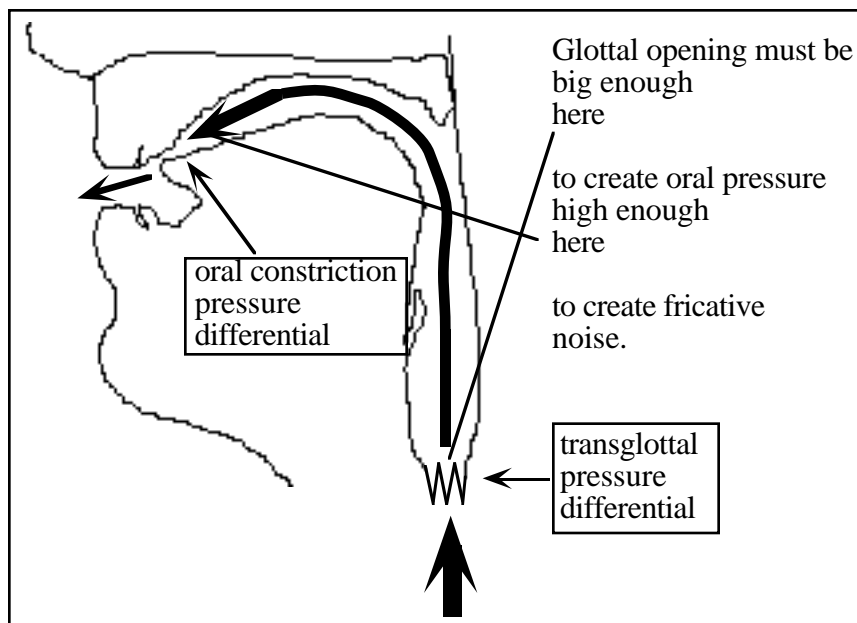 Glottal opening must be
big enough
here
to create oral pressure
high enough
here
to create fricative
noise.
oral constriction
pressure
differential
transglottal
pressure
differential